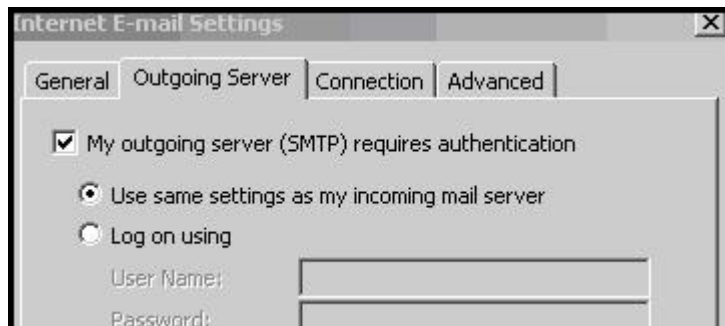 Internet E-mail Settings
General Outgoing Server Connection Advanced
My outgoing server (SMTP) requires authentication
Use same settings as my incoming mail server
Log on using
User Name:
Password: